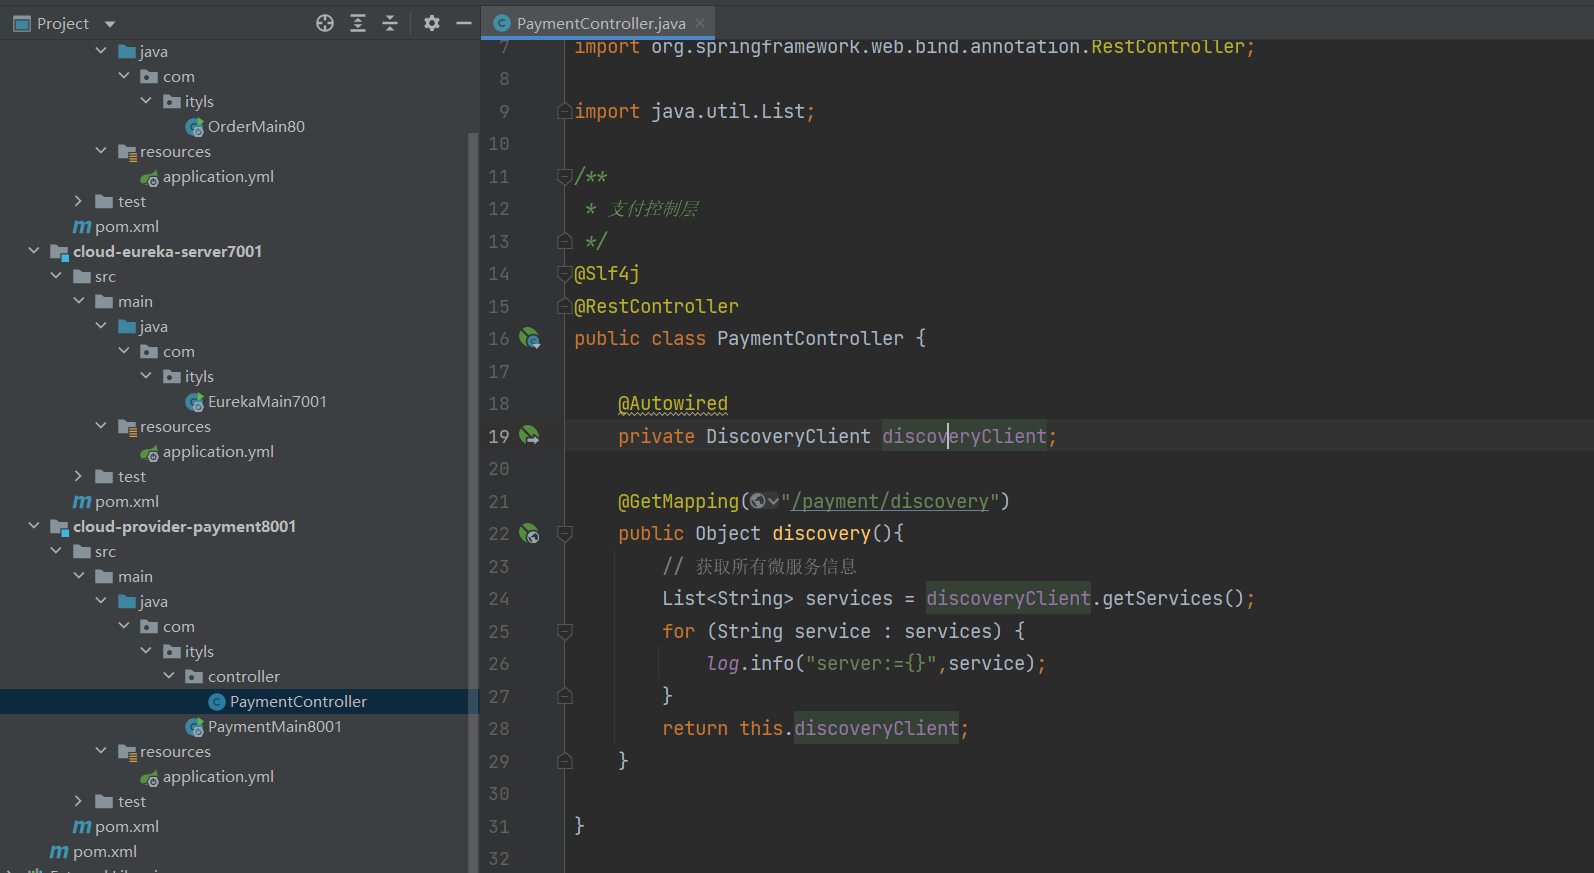 Project
java
com
ityls
OrderMain80
resources
application.yml
test
pom.xml
cloud-eureka-server7001
src
main
java
com
ityls
EurekaMain7001
resources
application.yml
test
pom.xml
cloud-provider-payment8001
src
main
java
com
ityls
controller
PaymentController
PaymentMain8001
resources
application.yml
test
pom.xml
pom.xml
PaymentController.java
7 import org.springframework.web.bind.annotation.RestController;
8
9 import java.util.List;
10
11 /**
12 * 支付控制层
13 */
14 @Slf4j
15 @RestController
16 public class PaymentController {
17
18 @Autowired
19 private DiscoveryClient discoveryClient;
20
21 @GetMapping("/payment/discovery")
22 public Object discovery(){
23 // 获取所有微服务信息
24 List<String> services = discoveryClient.getServices();
25 for (String service : services) {
26 log.info("server:={}",service);
27 }
28 return this.discoveryClient;
29 }
30
31 }
32